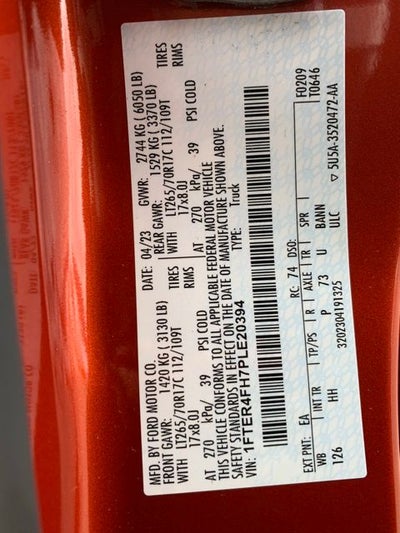 MFD. BY FORD MOTOR CO.
DATE: 04/23 GVWR: 2744 KG ( 6050 LB)
FRONT GAWR: 1420 KG ( 3130 LB) REAR GAWR: 1529 KG ( 3370 LB)
WITH LT265/70R17C 112/109T TIRES WITH LT265/70R17C 112/109T TIRES
17x8.0J RIMS 17x8.0J RIMS
AT 270 kPa/ 39 PSI COLD AT 270 kPa/ 39 PSI COLD
THIS VEHICLE CONFORMS TO ALL APPLICABLE FEDERAL MOTOR VEHICLE
SAFETY STANDARDS IN EFFECT ON THE DATE OF MANUFACTURE SHOWN ABOVE.
VIN: 1FTER4FH7PLE20394 TYPE: Truck
F0209
T0646
EXT PNT: EA RC: 74 DSO:
WB INT TR TP/PS R AXLE TR SPR
126 HH P 73 U BANN
3202304191325 ULC ▽ 5U5A-3520472-AA